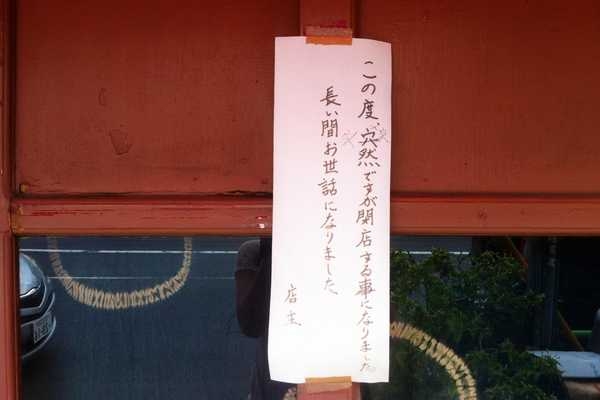 この度、穴然ですが閉店する事になりました。
長い間お世話になりました、
店主